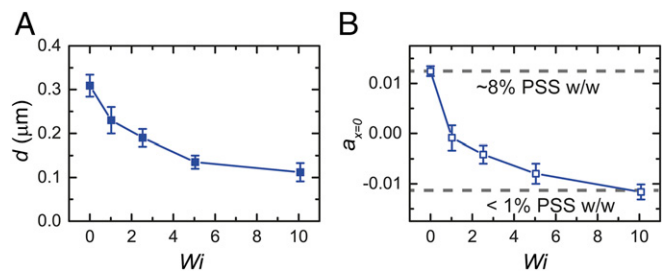 A
B
0.4
0.3
0.2
0.1
0.0
d (μm)
0 2 4 6 8 10
Wi
0.01
0.00
-0.01
a x=0
~8% PSS w/w
< 1% PSS w/w
0 2 4 6 8 10
Wi